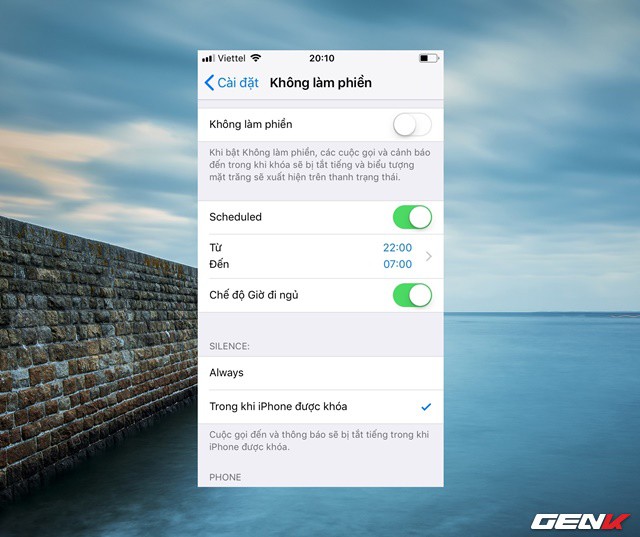 Viettel
20:10
Cài đặt
Không làm phiền
Không làm phiền
Khi bật Không làm phiền, các cuộc gọi và cảnh báo
đến trong khi khóa sẽ bị tắt tiếng và biểu tượng
mặt trăng sẽ xuất hiện trên thanh trạng thái.
Scheduled
Từ 22:00
Đến 07:00
Chế độ Giờ đi ngủ
SILENCE:
Always
Trong khi iPhone được khóa
Cuộc gọi đến và thông báo sẽ bị tắt tiếng trong khi
iPhone được khóa.
PHONE
GENK